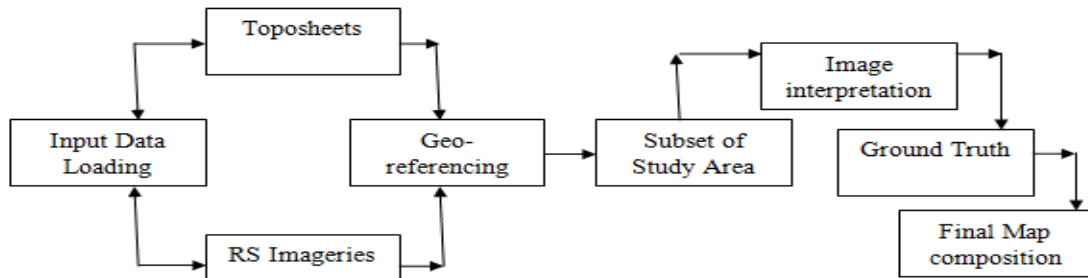 Toposheets
Input Data
Loading
RS Imageries
Geo-
referencing
Subset of
Study Area
Image
interpretation
Ground Truth
Final Map
composition